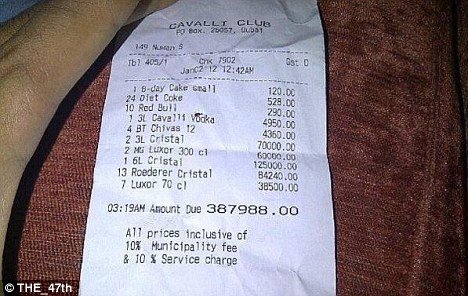 CAVALLI CLUB
PO Box. 26057, Dubai
149 Numan S
Tbl 405/1 Chk 7902 Gst 0
Jan02'12 12:42AM
1 B-day Cake small 120.00
24 Diet Coke 528.00
10 Red Bull 290.00
1 3L Cavalli Vodka 4950.00
4 BT Chivas 12 4360.00
2 3L Cristal 70000.00
2 MG Luxor 300 cl 60000.00
1 6L Cristal 125000.00
13 Roederer Cristal 84240.00
7 Luxor 70 cl 38500.00
03:19AM Amount Due 387988.00
All prices inclusive of
10% Municipality fee
& 10 % Service charge
© THE_47th